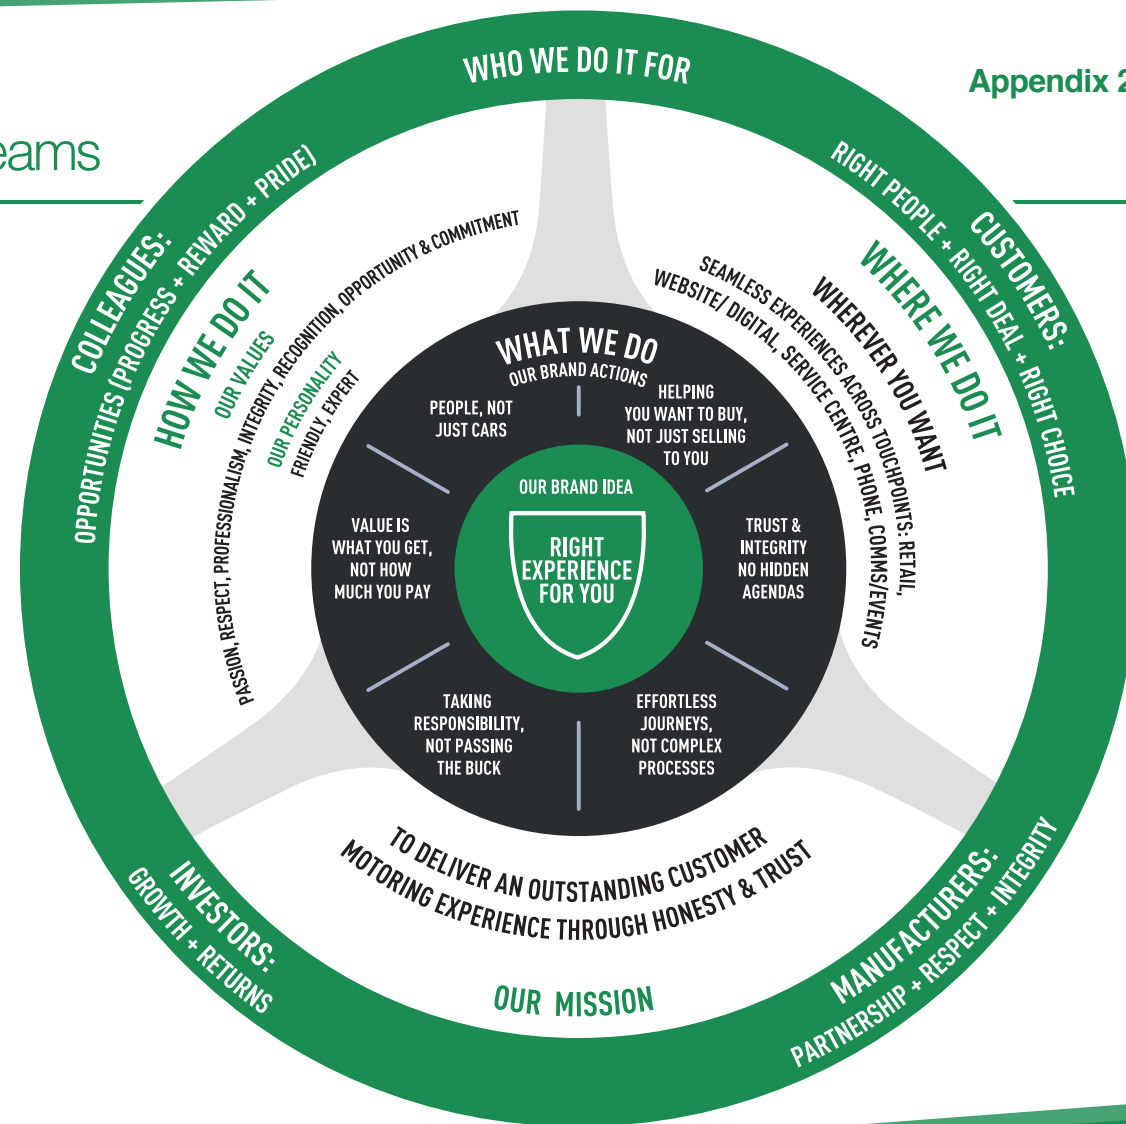 Appendix 2
eams
WHO WE DO IT FOR
COLLEAGUES:
OPPORTUNITIES (PROGRESS + REWARD + PRIDE)
CUSTOMERS:
RIGHT PEOPLE + RIGHT DEAL + RIGHT CHOICE
HOW WE DO IT
OUR VALUES
PASSION, RESPECT, PROFESSIONALISM, INTEGRITY, RECOGNITION, OPPORTUNITY & COMMITMENT
OUR PERSONALITY
FRIENDLY, EXPERT
WHERE WE DO IT
WHEREVER YOU WANT
SEAMLESS EXPERIENCES ACROSS TOUCHPOINTS: RETAIL,
WEBSITE/ DIGITAL, SERVICE CENTRE, PHONE, COMMS/EVENTS
WHAT WE DO
OUR BRAND ACTIONS
PEOPLE, NOT
JUST CARS
HELPING
YOU WANT TO BUY,
NOT JUST SELLING
TO YOU
VALUE IS
WHAT YOU GET,
NOT HOW
MUCH YOU PAY
TRUST &
INTEGRITY
NO HIDDEN
AGENDAS
TAKING
RESPONSIBILITY,
NOT PASSING
THE BUCK
EFFORTLESS
JOURNEYS,
NOT COMPLEX
PROCESSES
OUR BRAND IDEA
RIGHT
EXPERIENCE
FOR YOU
TO DELIVER AN OUTSTANDING CUSTOMER
MOTORING EXPERIENCE THROUGH HONESTY & TRUST
OUR MISSION
INVESTORS:
GROWTH + RETURNS
MANUFACTURERS:
PARTNERSHIP + RESPECT + INTEGRITY